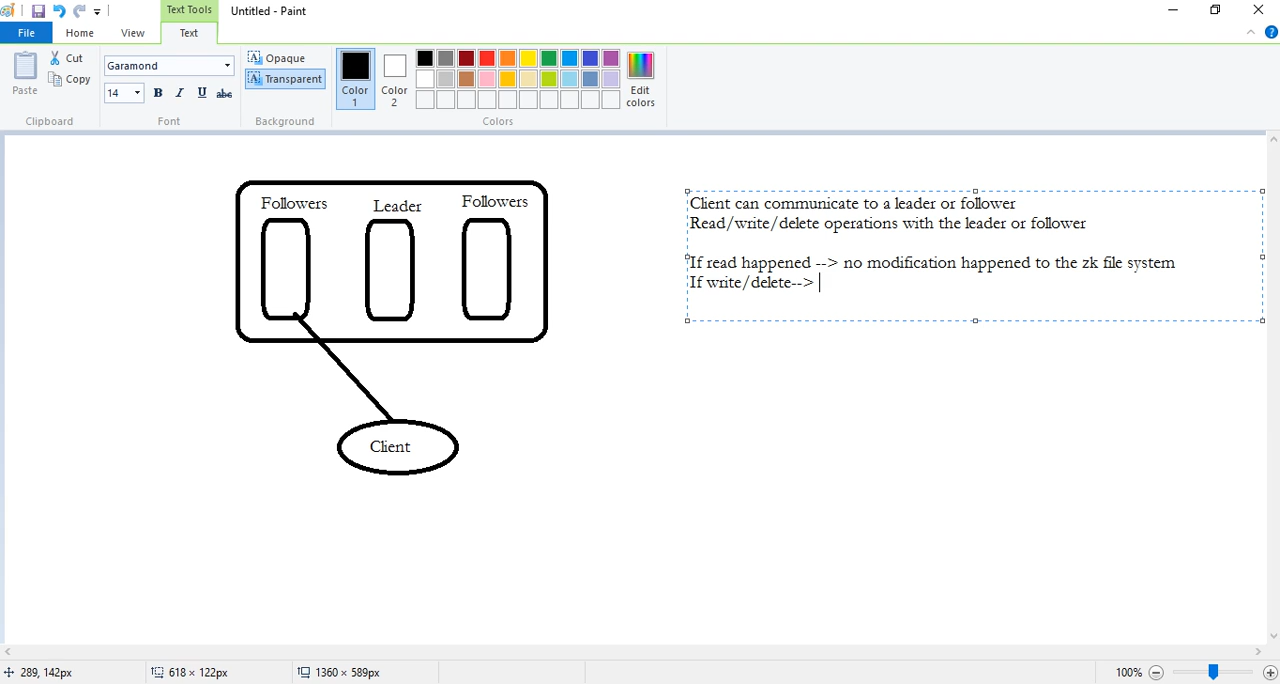 Text Tools
Untitled - Paint
File
Home
View
Text
Paste
Cut
Copy
Clipboard
Garamond
14
B I U abc
Font
Opaque
Transparent
Background
Color 1
Color 2
Edit colors
Colors
Followers
Leader
Followers
Client
Client can communicate to a leader or follower
Read/write/delete operations with the leader or follower
If read happened --> no modification happened to the zk file system
If write/delete-->
289, 142px
618 × 122px
1360 × 589px
100%